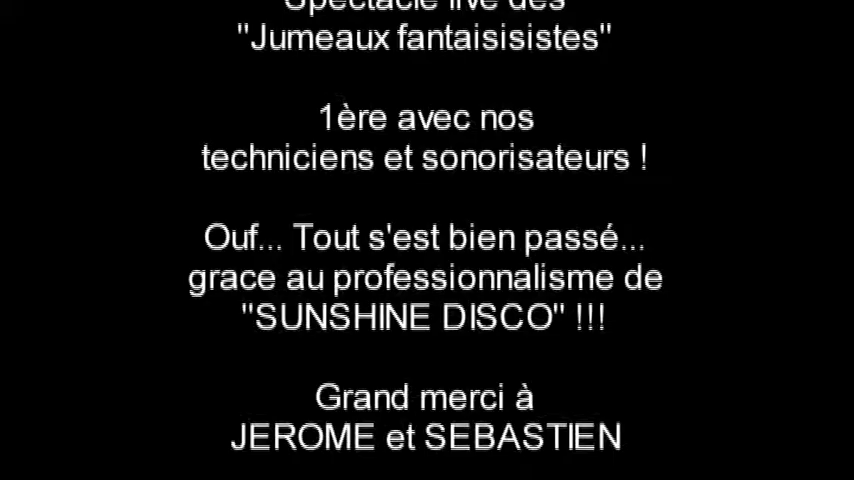 Spectacle live des
"Jumeaux fantaisisistes"
1ère avec nos
techniciens et sonorisateurs !
Ouf... Tout s'est bien passé...
grace au professionnalisme de
"SUNSHINE DISCO" !!!
Grand merci à
JEROME et SEBASTIEN